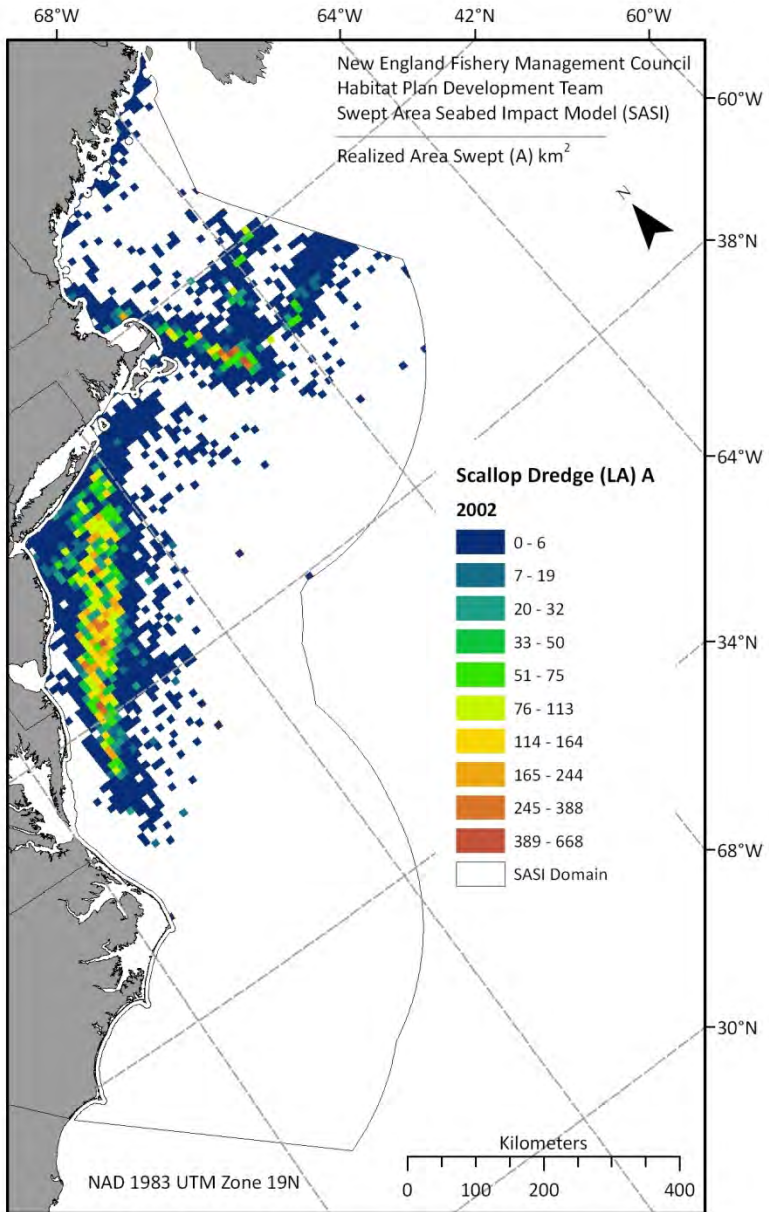 68°W 64°W 42°N 60°W
New England Fishery Management Council
Habitat Plan Development Team
Swept Area Seabed Impact Model (SASI)
Realized Area Swept (A) km²
60°W
N
38°N
64°W
Scallop Dredge (LA) A
2002
0 - 6
7 - 19
20 - 32
33 - 50
51 - 75
76 - 113
114 - 164
165 - 244
245 - 388
389 - 668
SASI Domain
34°N
68°W
30°N
Kilometers
0 100 200 300 400
NAD 1983 UTM Zone 19N